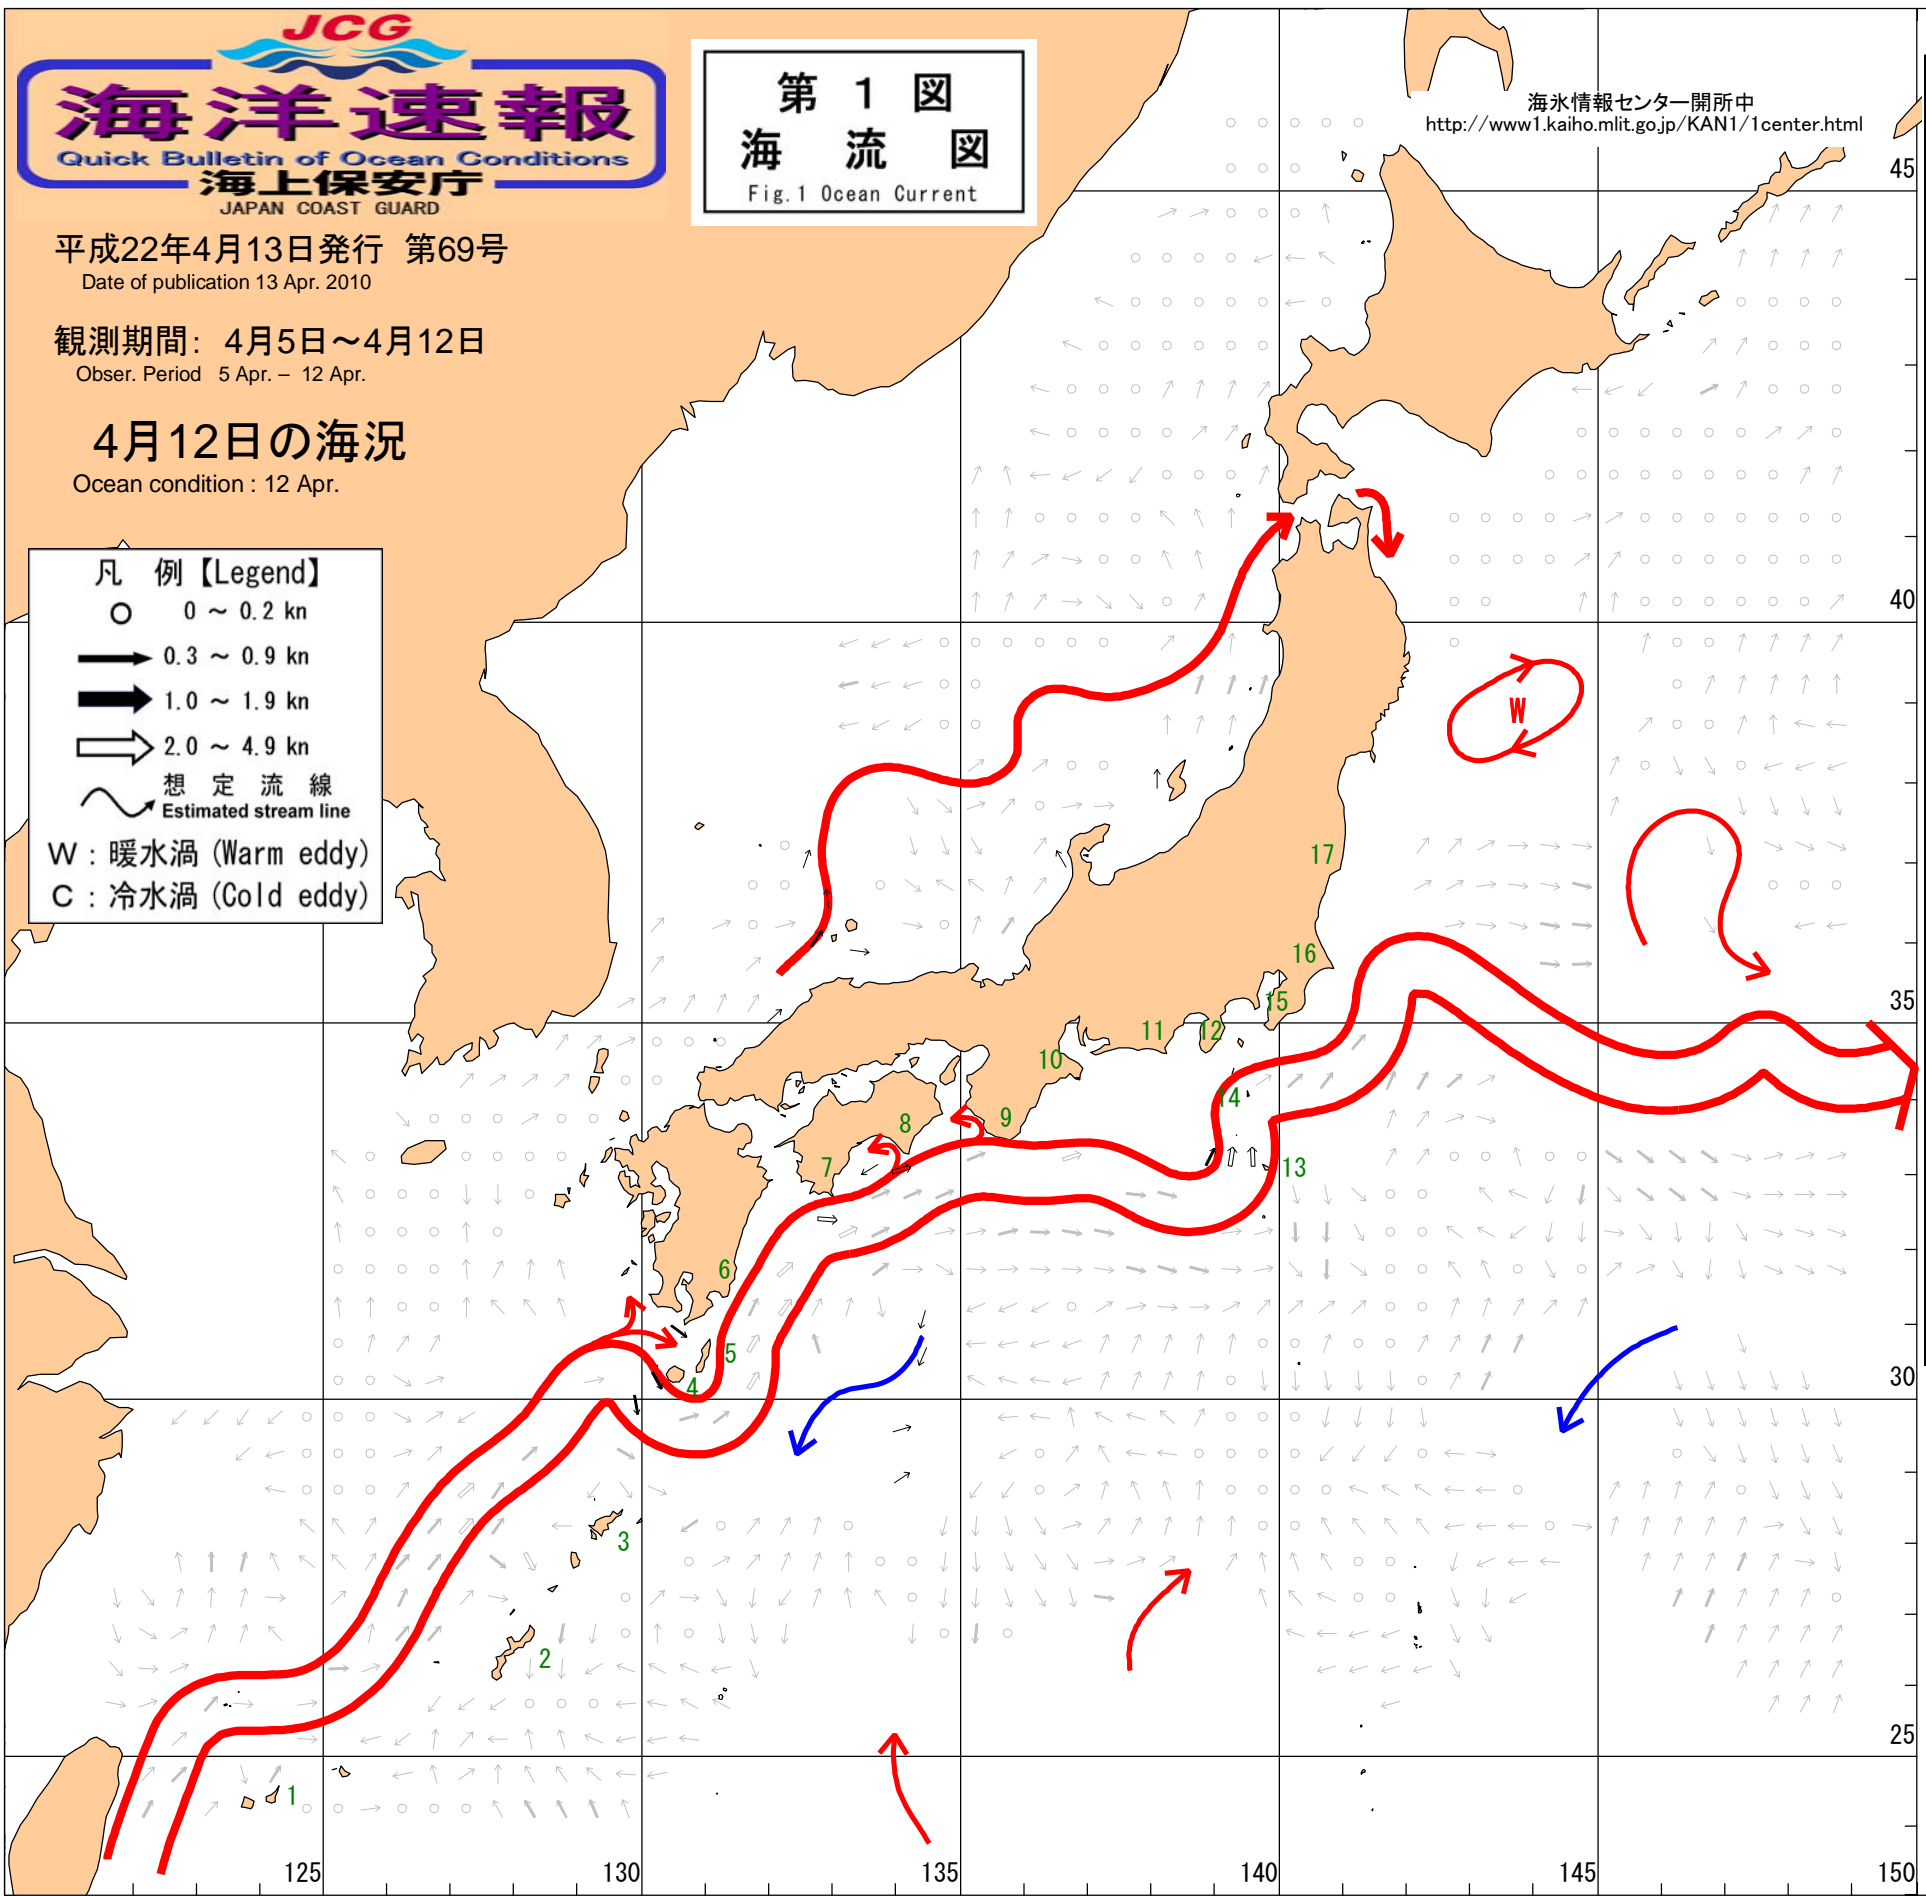 JCG
海洋速報
Quick Bulletin of Ocean Conditions
海上保安庁
JAPAN COAST GUARD
第 1 図
海 流 図
Fig.1 Ocean Current
海氷情報センター開所中
http://www1.kaiho.mlit.go.jp/KAN1/1center.html
平成22年4月13日発行 第69号
Date of publication 13 Apr. 2010
観測期間: 4月5日～4月12日
Obser. Period 5 Apr. – 12 Apr.
4月12日の海況
Ocean condition : 12 Apr.
凡 例【Legend】
0 ～ 0.2 kn
0.3 ～ 0.9 kn
1.0 ～ 1.9 kn
2.0 ～ 4.9 kn
想 定 流 線
Estimated stream line
W : 暖水渦 (Warm eddy)
C : 冷水渦 (Cold eddy)
45
40
W
17
16
35
15
11
12
10
14
9
8
7
13
6
5
4
30
3
2
25
1
125
130
135
140
145
150